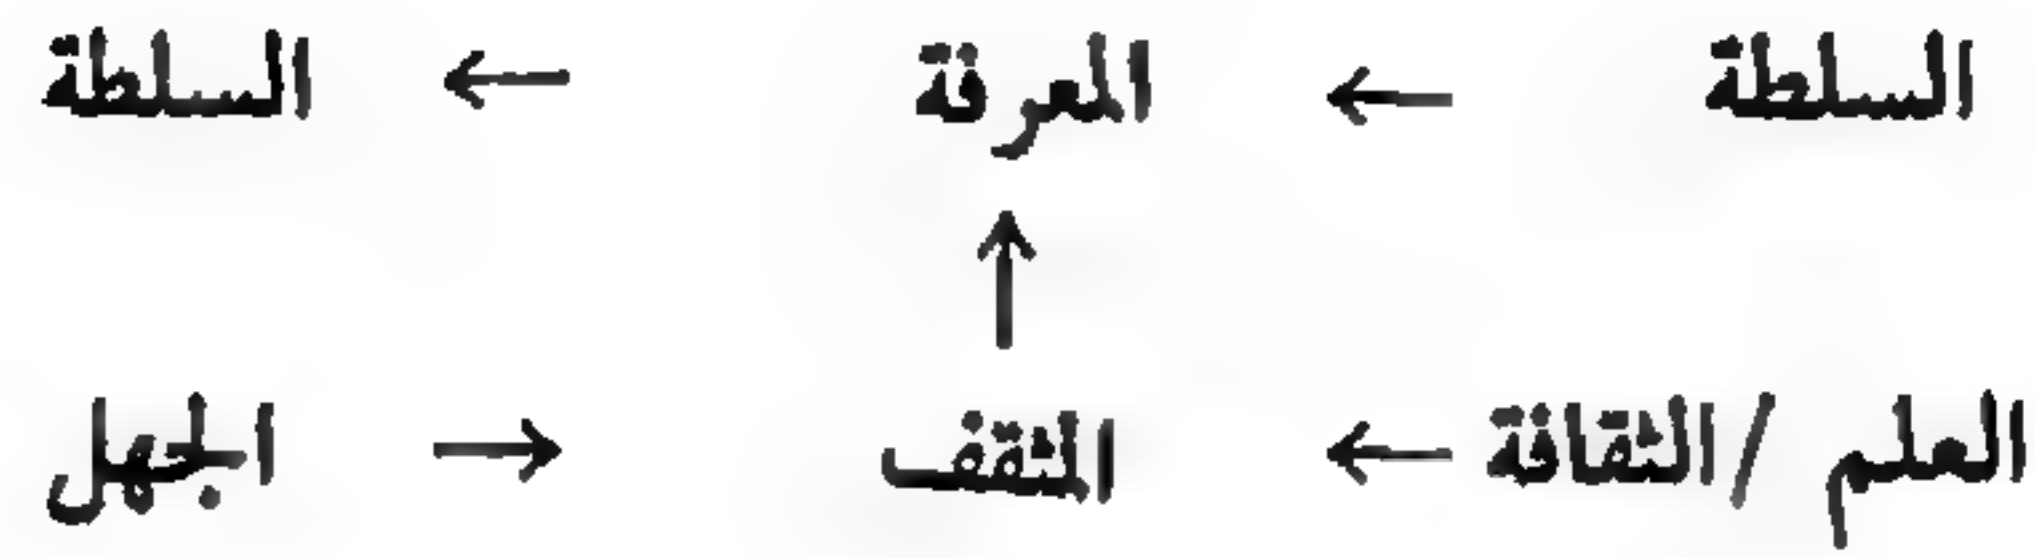 السلطة ← المعرفة ← السلطة
↑
العلم / الثقافة ← المثقف → الجهل